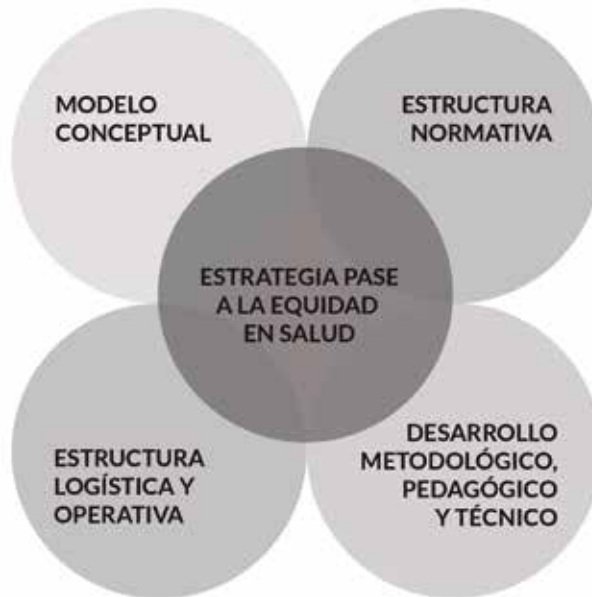 MODELO
CONCEPTUAL
ESTRUCTURA
NORMATIVA
ESTRATEGIA PASE
A LA EQUIDAD
EN SALUD
ESTRUCTURA
LOGÍSTICA Y
OPERATIVA
DESARROLLO
METODOLÓGICO,
PEDAGÓGICO
Y TÉCNICO